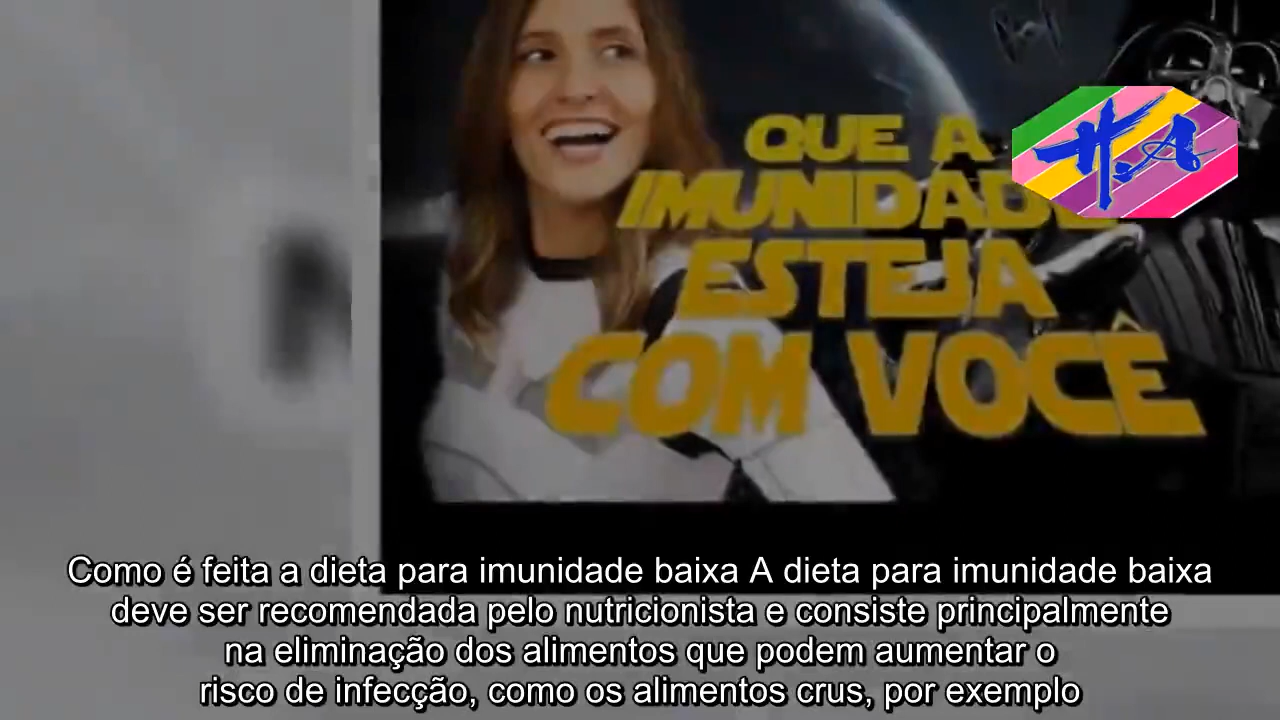 QUE A
IMUNIDADE
ESTEJA
COM VOCÊ
H.A
Como é feita a dieta para imunidade baixa A dieta para imunidade baixa
deve ser recomendada pelo nutricionista e consiste principalmente
na eliminação dos alimentos que podem aumentar o
risco de infecção, como os alimentos crus, por exemplo